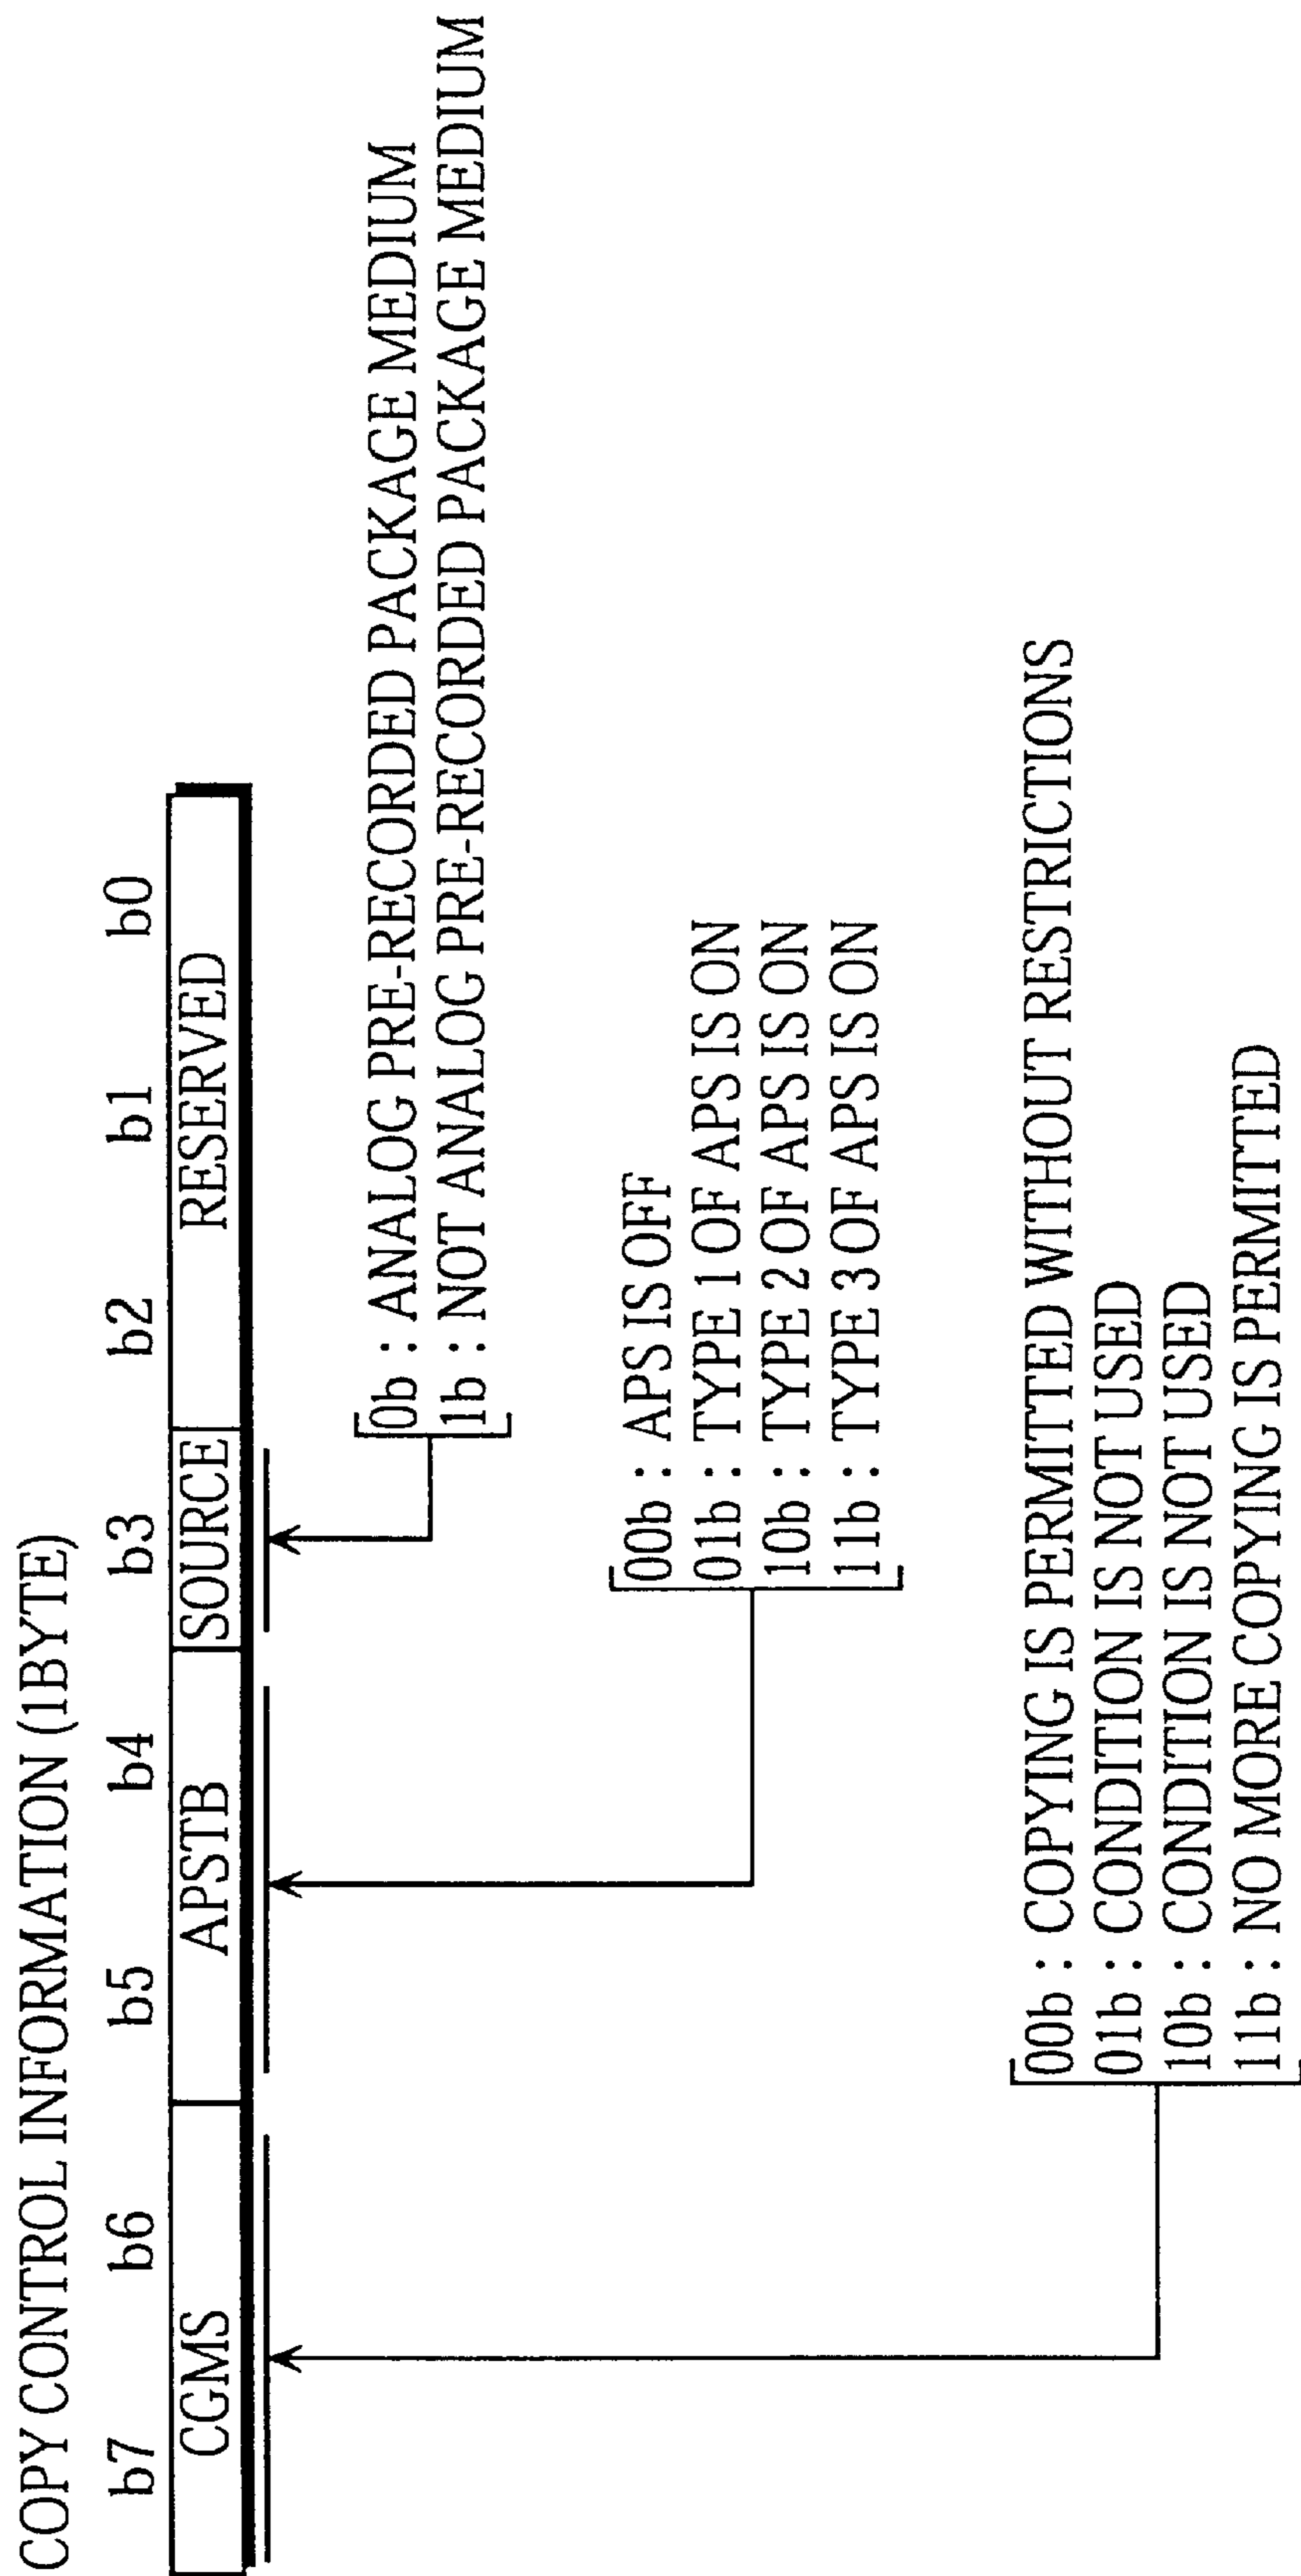 COPY CONTROL INFORMATION (1BYTE)
b7 b6 b5 b4 b3 b2 b1 b0
CGMS APSTB SOURCE RESERVED
0b : ANALOG PRE-RECORDED PACKAGE MEDIUM
1b : NOT ANALOG PRE-RECORDED PACKAGE MEDIUM
00b : APS IS OFF
01b : TYPE 1 OF APS IS ON
10b : TYPE 2 OF APS IS ON
11b : TYPE 3 OF APS IS ON
00b : COPYING IS PERMITTED WITHOUT RESTRICTIONS
01b : CONDITION IS NOT USED
10b : CONDITION IS NOT USED
11b : NO MORE COPYING IS PERMITTED